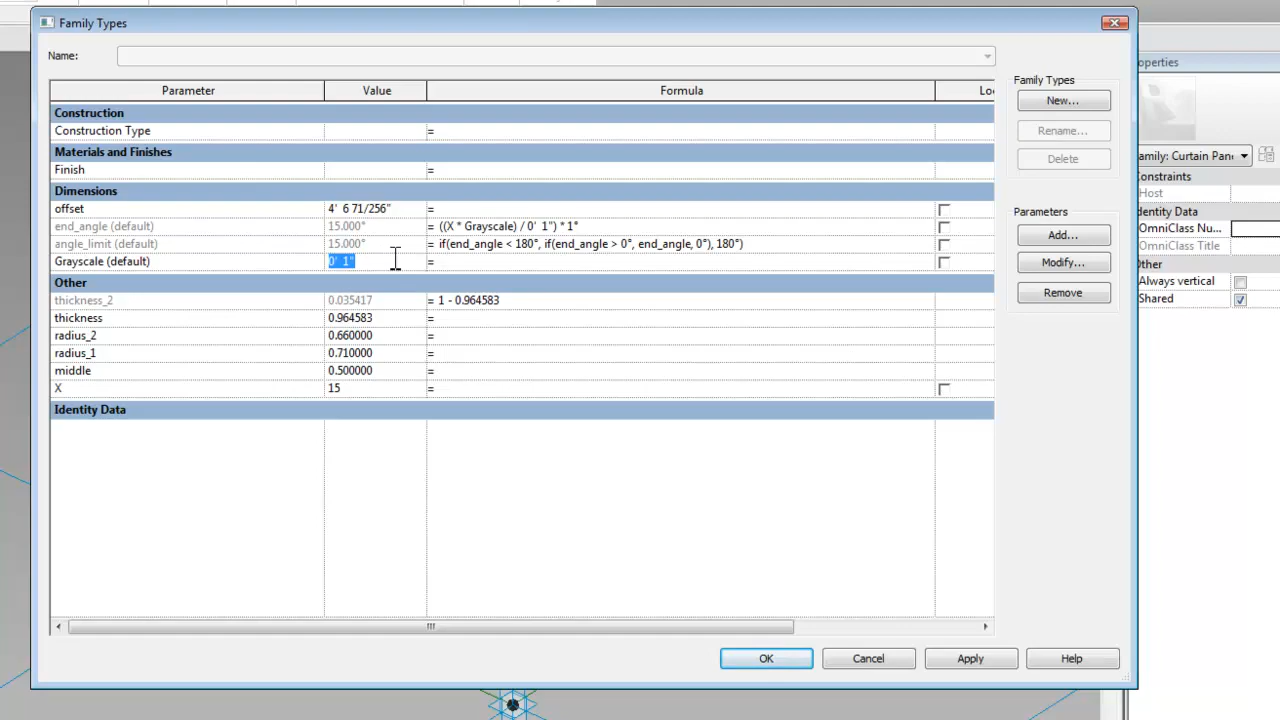 Family Types
Name:
Parameter Value Formula Loc
Construction
Construction Type =
Materials and Finishes
Finish =
Dimensions
offset 4' 6 71/256" =
end_angle (default) 15.000° = ((X * Grayscale) / 0' 1") * 1°
angle_limit (default) 15.000° = if(end_angle < 180°, if(end_angle > 0°, end_angle, 0°), 180°)
Grayscale (default) 0' 1" =
Other
thickness_2 0.035417 = 1 - 0.964583
thickness 0.964583 =
radius_2 0.660000 =
radius_1 0.710000 =
middle 0.500000 =
X 15 =
Identity Data
Family Types
New...
Rename...
Delete
Parameters
Add...
Modify...
Remove
OK Cancel Apply Help
operties
amily: Curtain Pane
onstraints
Host
dentity Data
OmniClass Nu...
OmniClass Title
ther
Always vertical
Shared